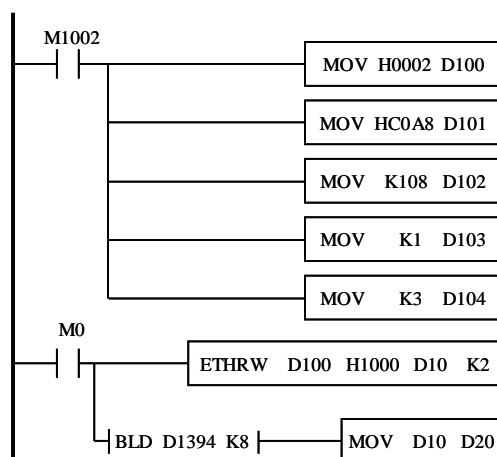 M1002
MOV H0002 D100
MOV HC0A8 D101
MOV K108 D102
MOV K1 D103
MOV K3 D104
M0
ETHRW D100 H1000 D10 K2
BLD D1394 K8
MOV D10 D20